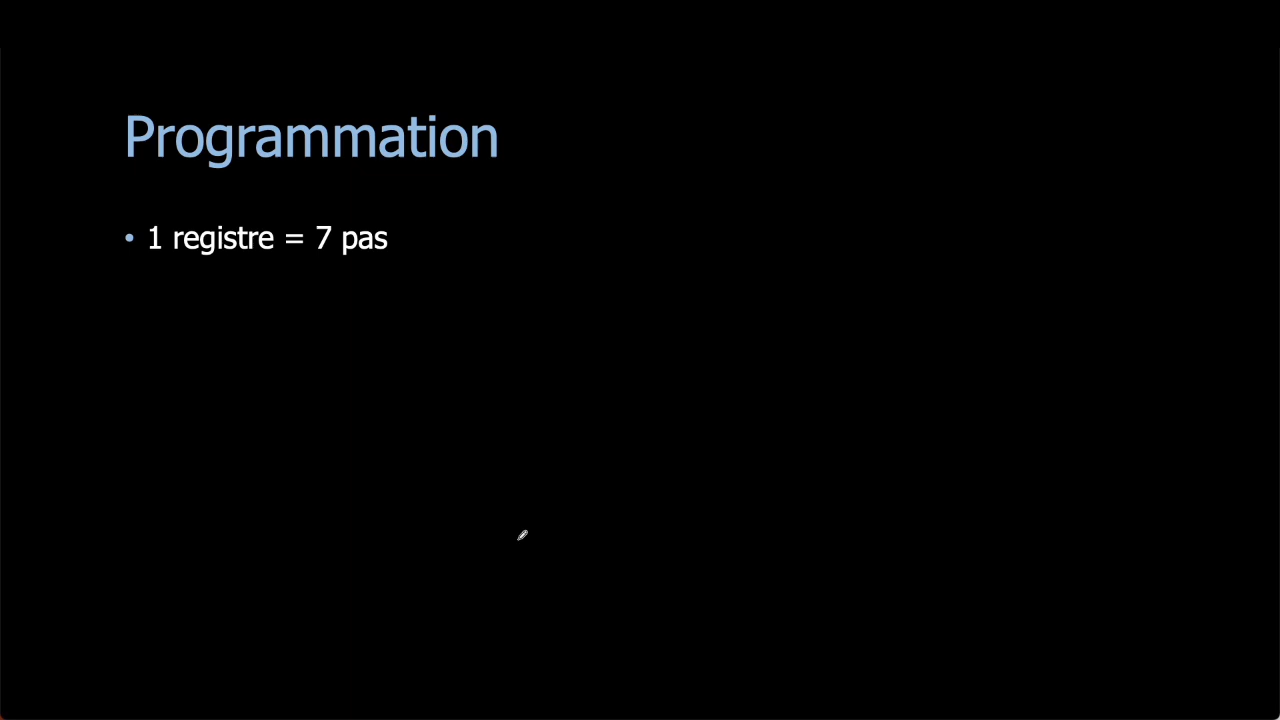 Programmation
• 1 registre = 7 pas